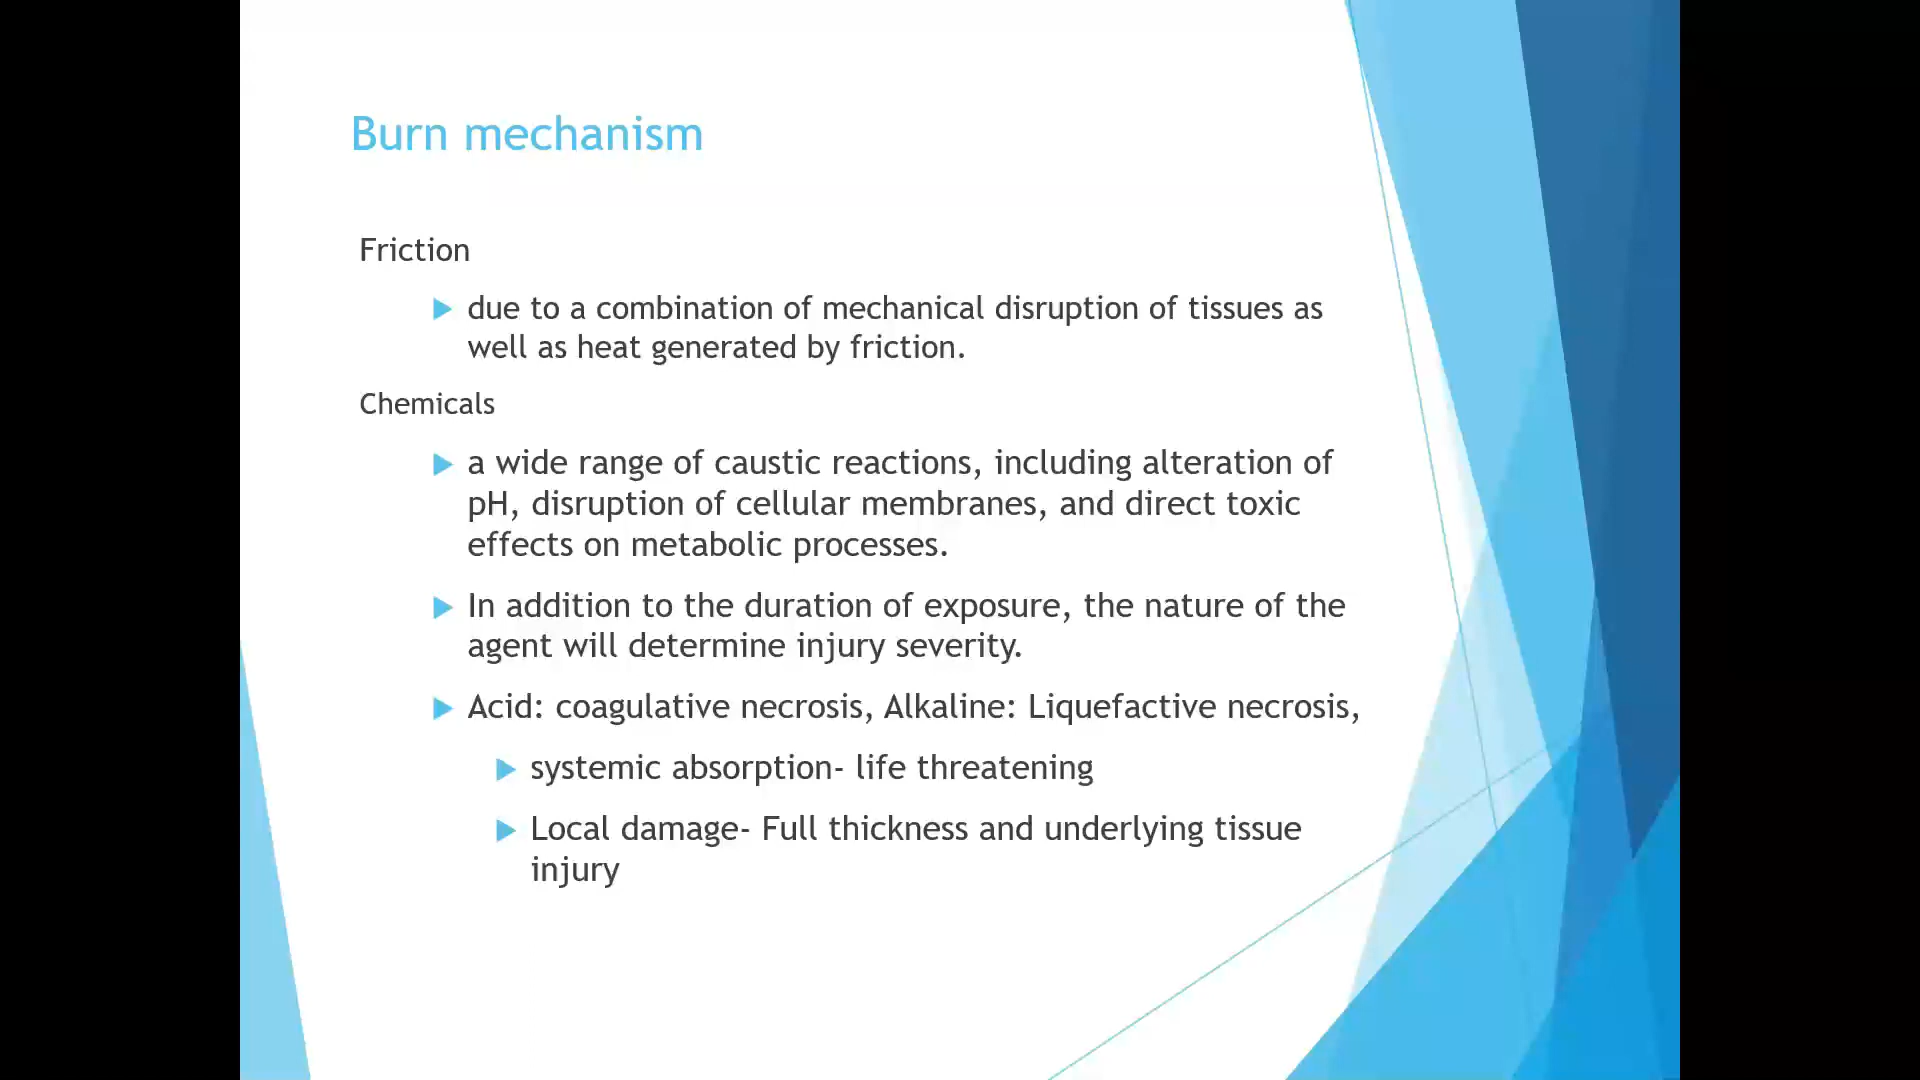 Burn mechanism
Friction
due to a combination of mechanical disruption of tissues as
well as heat generated by friction.
Chemicals
a wide range of caustic reactions, including alteration of
pH, disruption of cellular membranes, and direct toxic
effects on metabolic processes.
In addition to the duration of exposure, the nature of the
agent will determine injury severity.
Acid: coagulative necrosis, Alkaline: Liquefactive necrosis,
systemic absorption- life threatening
Local damage- Full thickness and underlying tissue
injury